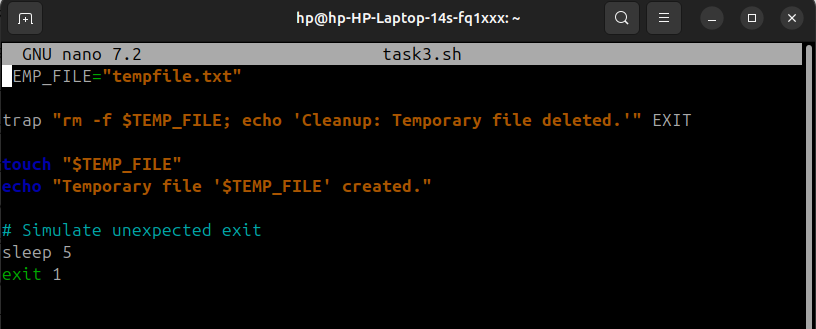 hp@hp-HP-Laptop-14s-fq1xxx: ~
GNU nano 7.2 task3.sh
TEMP_FILE="tempfile.txt"
trap "rm -f $TEMP_FILE; echo 'Cleanup: Temporary file deleted.'" EXIT
touch "$TEMP_FILE"
echo "Temporary file '$TEMP_FILE' created."
# Simulate unexpected exit
sleep 5
exit 1